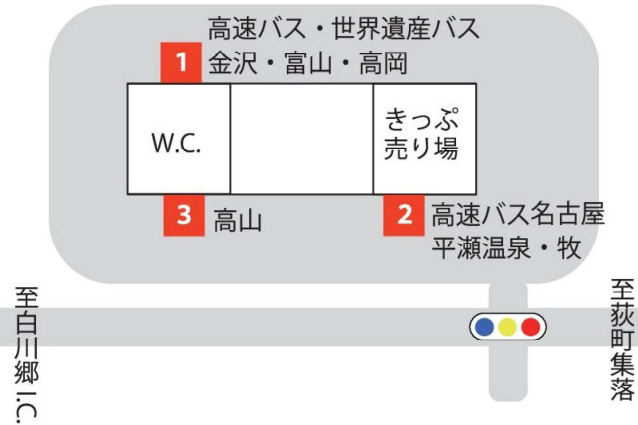 高速バス・世界遺産バス
1 金沢・富山・高岡
W.C.
きっぷ
売り場
3 高山
2 高速バス名古屋
平瀬温泉・牧
至白川郷I.C.
至荻町集落